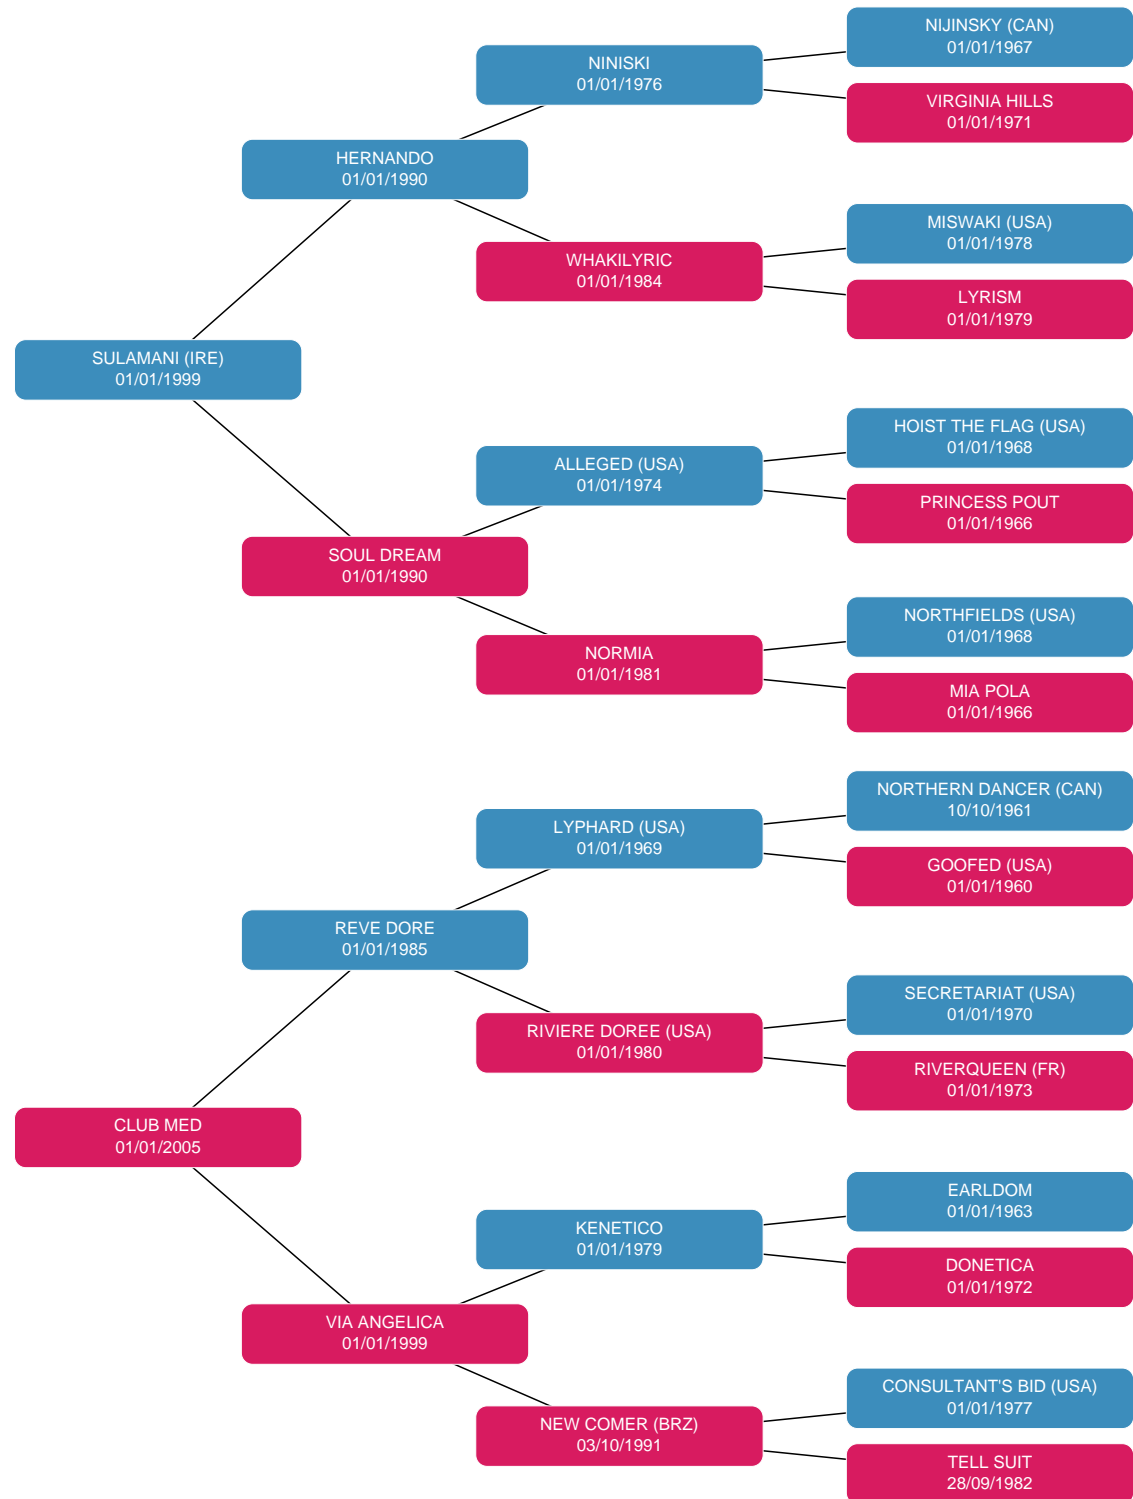 NIJINSKY (CAN)
01/01/1967
NINISKI
01/01/1976
VIRGINIA HILLS
01/01/1971
HERNANDO
01/01/1990
MISWAKI (USA)
01/01/1978
WHAKILYRIC
01/01/1984
LYRISM
01/01/1979
SULAMANI (IRE)
01/01/1999
HOIST THE FLAG (USA)
01/01/1968
ALLEGED (USA)
01/01/1974
PRINCESS POUT
01/01/1966
SOUL DREAM
01/01/1990
NORTHFIELDS (USA)
01/01/1968
NORMIA
01/01/1981
MIA POLA
01/01/1966
NORTHERN DANCER (CAN)
10/10/1961
LYPHARD (USA)
01/01/1969
GOOFED (USA)
01/01/1960
REVE DORE
01/01/1985
SECRETARIAT (USA)
01/01/1970
RIVIERE DOREE (USA)
01/01/1980
RIVERQUEEN (FR)
01/01/1973
CLUB MED
01/01/2005
EARLDOM
01/01/1963
KENETICO
01/01/1979
DONETICA
01/01/1972
VIA ANGELICA
01/01/1999
CONSULTANT'S BID (USA)
01/01/1977
NEW COMER (BRZ)
03/10/1991
TELL SUIT
28/09/1982